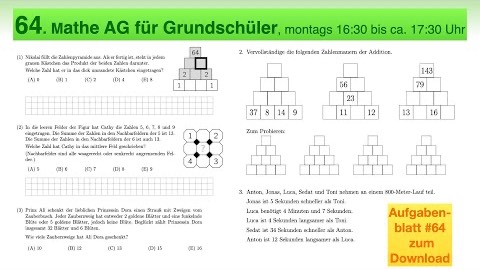 64. Mathe AG für Grundschüler, montags 16:30 bis ca. 17:30 Uhr
(1) Nikolai füllt die Zahlenpyramide aus. Als er fertig ist, steht in jedem
grauen Kästchen das Produkt der beiden Zahlen darunter.
Welche Zahl hat er in das dick umrandete Kästchen eingetragen?
(A) 0 (B) 1 (C) 2 (D) 4 (E) 8
64
2 2
1 1
(2) In die leeren Felder der Figur hat Cathy die Zahlen 5, 6, 7, 8 und 9
eingetragen. Die Summe der Zahlen in den Nachbarfeldern der 5 ist 13.
Die Summe der Zahlen in den Nachbarfeldern der 6 ist auch 13.
Welche Zahl hat Cathy in das mittlere Feld geschrieben?
(A) 5 (B) 6 (C) 7 (D) 8 (E) 9
1 3
?
2 4
(3) Prinz Ali schenkt der lieblichen Prinzessin Dora einen Strauß mit Zweigen vom
Zauberbaum. Jeder Zauberzweig hat entweder 2 goldene Blätter und eine funkelnde
Blüte oder 5 goldene Blätter, jedoch keine Blüte. Beglückt zählt Prinzessin Dora
insgesamt 32 Blätter und 6 Blüten.
Wie viele Zauberzweige hat Ali Dora geschenkt?
(A) 10 (B) 12 (C) 13 (D) 15 (E) 16
2. Vervollständige die folgenden Zahlenmauern der Addition.
37 8 14 9
56
23
11 13
143
79
13 16
Zum Probieren:
3. Anton, Jonas, Luca, Sedat und Toni nehmen an einem 800-Meter-Lauf teil.
Jonas ist 5 Sekunden schneller als Toni.
Luca benötigt 4 Minuten und 7 Sekunden.
Luca ist 14 Sekunden langsamer als Toni.
Sedat ist 34 Sekunden schneller als Anton.
Anton ist 12 Sekunden langsamer als Luca
Aufgaben-
blatt #64
zum
Download